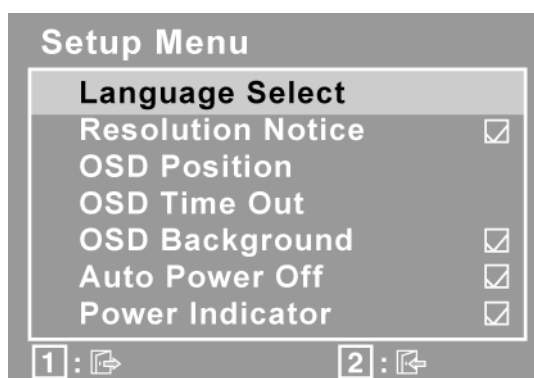 Setup Menu
Language Select
Resolution Notice
OSD Position
OSD Time Out
OSD Background
Auto Power Off
Power Indicator
1 : 2 :